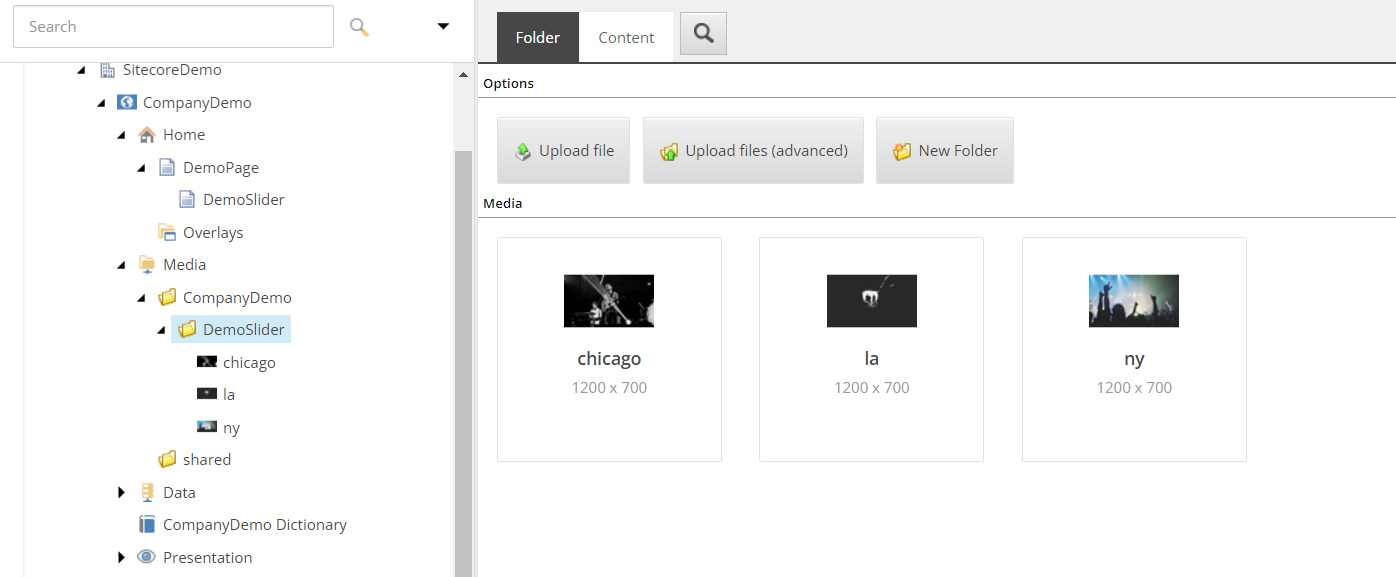 Search
SitecoreDemo
CompanyDemo
Home
DemoPage
DemoSlider
Overlays
Media
CompanyDemo
DemoSlider
chicago
la
ny
shared
Data
CompanyDemo Dictionary
Presentation
Folder Content
Options
Upload file Upload files (advanced) New Folder
Media
chicago la ny
1200 x 700 1200 x 700 1200 x 700